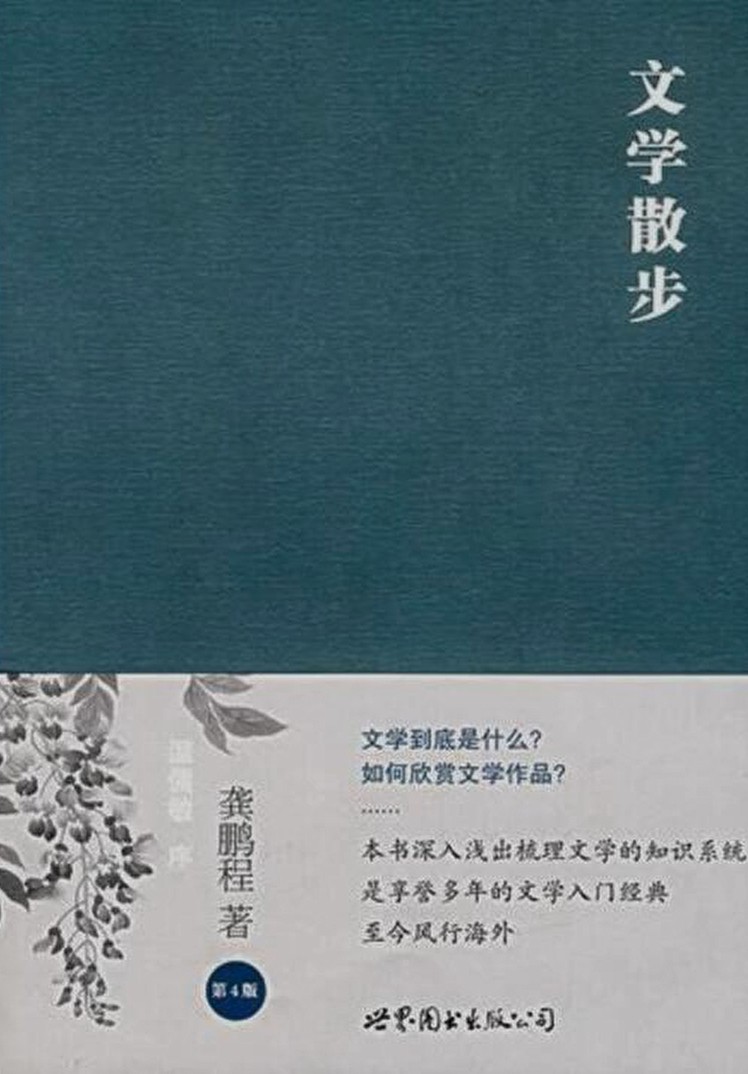 文学散步
文学到底是什么?
如何欣赏文学作品?
……
本书深入浅出梳理文学的知识系统
是享誉多年的文学入门经典
至今风行海外
龚鹏程 著
第4版
世界图书出版公司